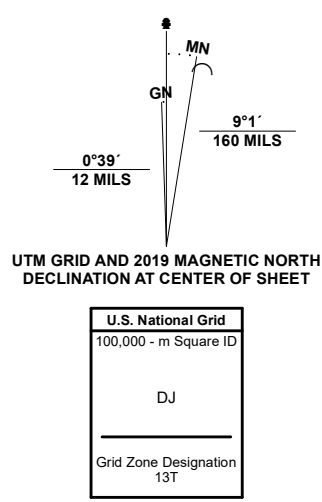 MN
GN
9°1´
160 MILS
0°39´
12 MILS
UTM GRID AND 2019 MAGNETIC NORTH
DECLINATION AT CENTER OF SHEET
U.S. National Grid
100,000 - m Square ID
DJ
Grid Zone Designation
13T